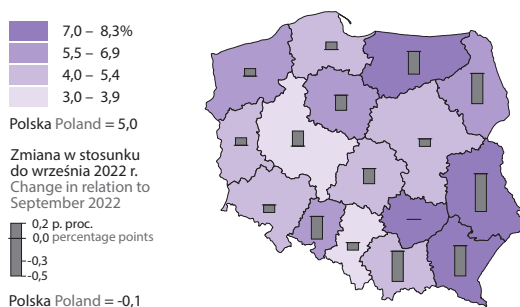 7,0 – 8,3%
5,5 – 6,9
4,0 – 5,4
3,0 – 3,9
Polska Poland = 5,0
Zmiana w stosunku
do września 2022 r.
Change in relation to
September 2022
0,2 p. proc.
0,0 percentage points
-0,3
-0,5
Polska Poland = -0,1